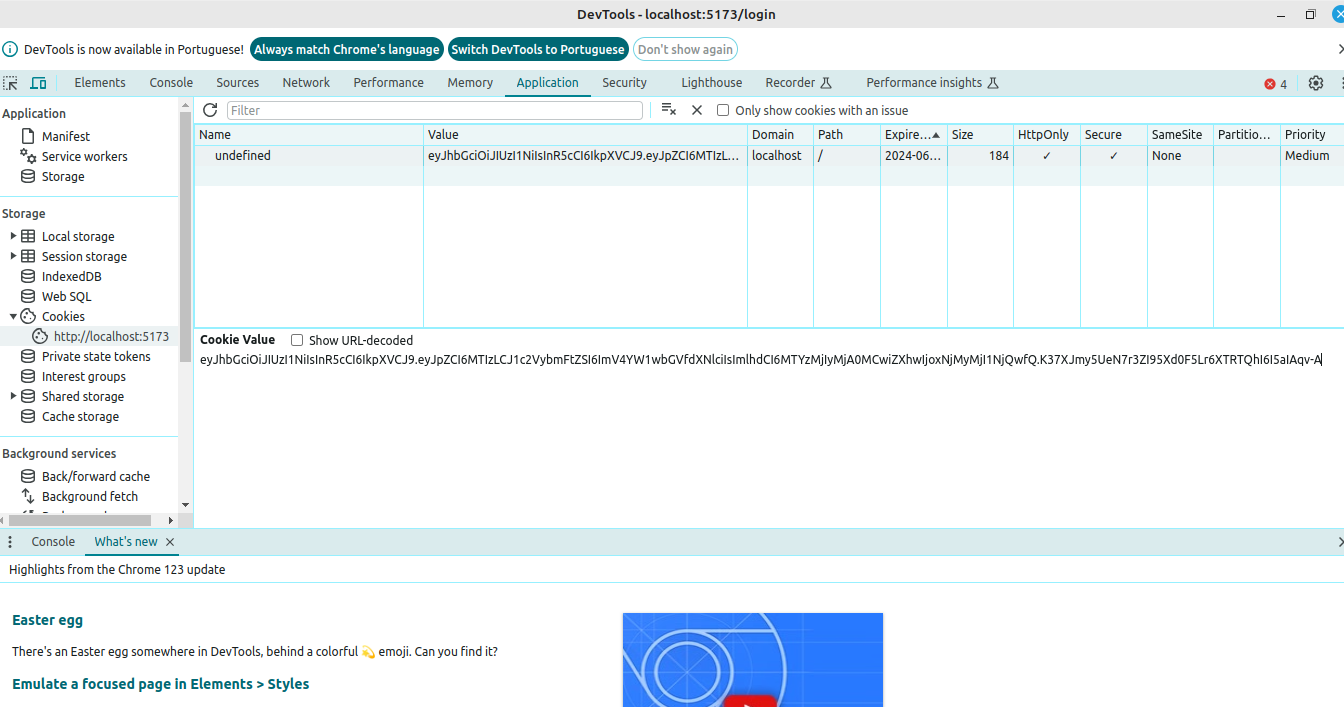 DevTools - localhost:5173/login
DevTools is now available in Portuguese! Always match Chrome's language Switch DevTools to Portuguese Don't show again
Elements Console Sources Network Performance Memory Application Security Lighthouse Recorder Performance insights 4
Application
Manifest
Service workers
Storage
Storage
Local storage
Session storage
IndexedDB
Web SQL
Cookies
http://localhost:5173
Private state tokens
Interest groups
Shared storage
Cache storage
Background services
Back/forward cache
Background fetch
Filter Only show cookies with an issue
Name Value Domain Path Expire... Size HttpOnly Secure SameSite Partitio... Priority
undefined eyJhbGciOiJIUzI1NiIsInR5cCI6IkpXVCJ9.eyJpZCI6MTIzL... localhost / 2024-06... 184 ✓ ✓ None Medium
Cookie Value Show URL-decoded
eyJhbGciOiJIUzI1NiIsInR5cCI6IkpXVCJ9.eyJpZCI6MTIzLCJ1c2VybmFtZSI6ImV4YW1wbGVfdXNlciIsImlhdCI6MTYzMjIyMjA0MCwiZXhwIjoxNjMyMjI1NjQwfQ.K37XJmy5UeN7r3ZI95Xd0F5Lr6XTRTQhI6I5aIAqv-A
Console What's new
Highlights from the Chrome 123 update
Easter egg
There's an Easter egg somewhere in DevTools, behind a colorful 💫 emoji. Can you find it?
Emulate a focused page in Elements > Styles